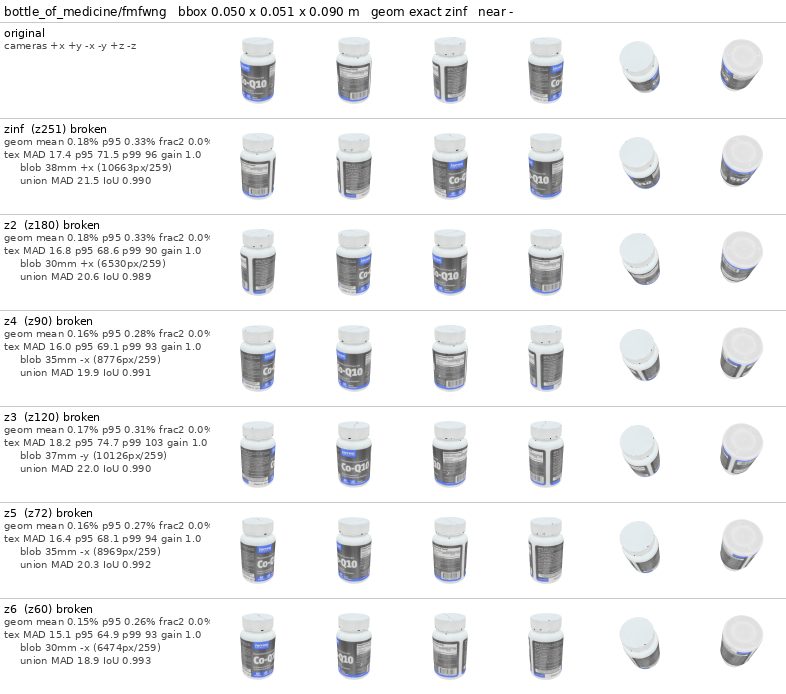 bottle_of_medicine/fmfwng bbox 0.050 x 0.051 x 0.090 m geom exact zinf near -
original
cameras +x +y -x -y +z -z
Co-Q10
zinf (z251) broken
geom mean 0.18% p95 0.33% frac2 0.0%
tex MAD 17.4 p95 71.5 p99 96 gain 1.0
blob 38mm +x (10663px/259)
union MAD 21.5 IoU 0.990
z2 (z180) broken
geom mean 0.18% p95 0.33% frac2 0.0%
tex MAD 16.8 p95 68.6 p99 90 gain 1.0
blob 30mm +x (6530px/259)
union MAD 20.6 IoU 0.989
z4 (z90) broken
geom mean 0.16% p95 0.28% frac2 0.0%
tex MAD 16.0 p95 69.1 p99 93 gain 1.0
blob 35mm -x (8776px/259)
union MAD 19.9 IoU 0.991
z3 (z120) broken
geom mean 0.17% p95 0.31% frac2 0.0%
tex MAD 18.2 p95 74.7 p99 103 gain 1.0
blob 37mm -y (10126px/259)
union MAD 22.0 IoU 0.990
Co-Q10
z5 (z72) broken
geom mean 0.16% p95 0.27% frac2 0.0%
tex MAD 16.4 p95 68.1 p99 94 gain 1.0
blob 35mm -x (8969px/259)
union MAD 20.3 IoU 0.992
z6 (z60) broken
geom mean 0.15% p95 0.26% frac2 0.0%
tex MAD 15.1 p95 64.9 p99 93 gain 1.0
blob 30mm -x (6474px/259)
union MAD 18.9 IoU 0.993